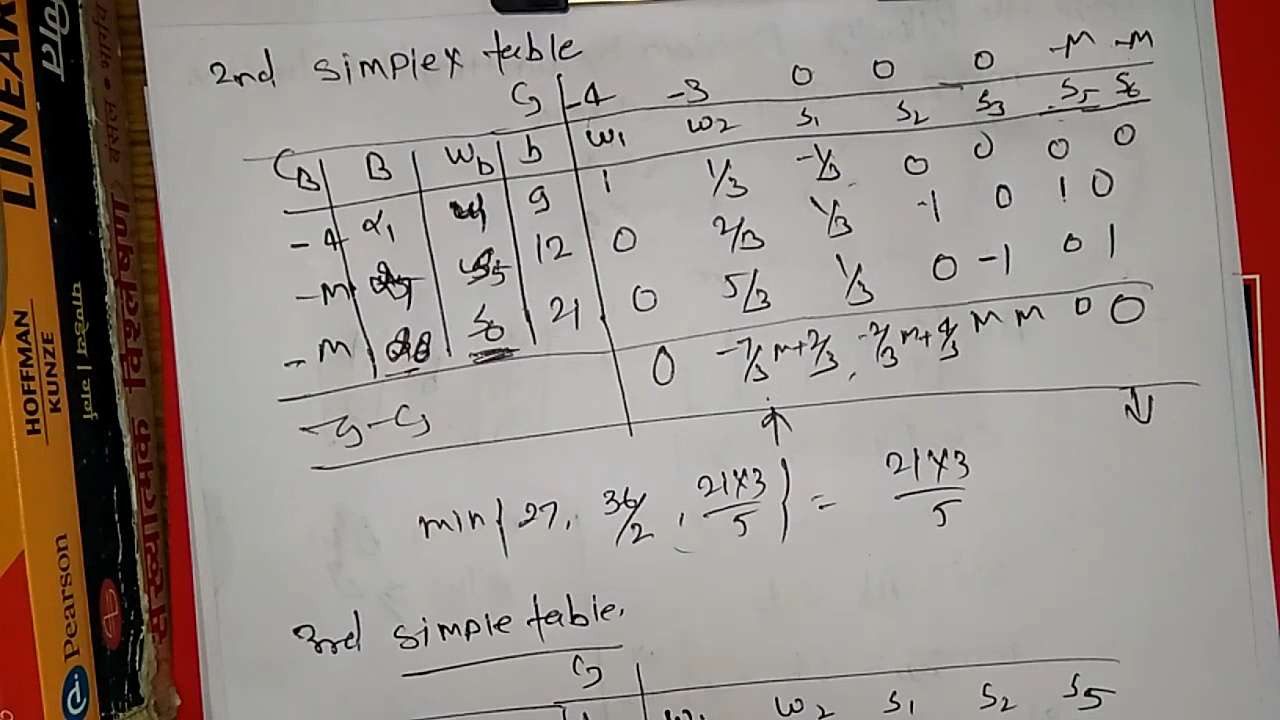 LINEAR
HOFFMAN
KUNZE
Pearson
संख्यात्मक विश्लेषण
2nd simplex table
Cj -4 -3 0 0 0 -M -M
CB B Wb b W1 W2 S1 S2 S3 S5 S6
-4 α1 9 1 1/3 -1/3 0 0 0 0
-M 12 0 2/3 1/3 -1 0 1 0
-M 21 0 5/3 1/3 0 -1 0 1
0 -7/3 M+2/3 -2/3 M+4/3 M M 0 0
min{ 27, 36/2, 21×3/5 } = 21×3/5
3rd simple table.
Cj
W1 W2 S1 S2 S5